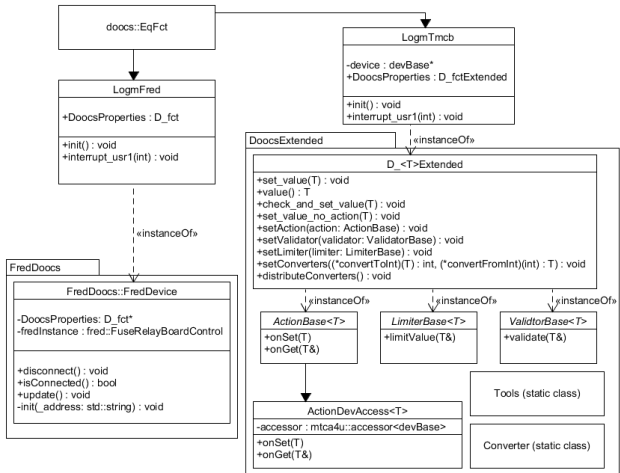 doocs::EqFct
LogmTmcb
-device : devBase*
+DoocsProperties : D_fctExtended
+init() : void
+interrupt_usr1(int) : void
LogmFred
+DoocsProperties : D_fct
+init() : void
+interrupt_usr1(int) : void
«instanceOf»
DoocsExtended
«instanceOf»
D_<T>Extended
+set_value(T) : void
+value() : T
+check_and_set_value(T) : void
+set_value_no_action(T) : void
+setAction(action: ActionBase) : void
+setValidator(validator: ValidatorBase) : void
+setLimiter(limiter: LimiterBase) : void
+setConverters((*convertToInt)(T) : int, (*convertFromInt)(int) : T) : void
+distributeConverters() : void
FredDoocs
FredDoocs::FredDevice
-DoocsProperties: D_fct*
-fredInstance : fred::FuseRelayBoardControl
+disconnect() : void
+isConnected() : bool
+update() : void
-init(_address: std::string) : void
«instanceOf»
«instanceOf»
«instanceOf»
ActionBase<T>
+onSet(T)
+onGet(T&)
LimiterBase<T>
+limitValue(T&)
ValidtorBase<T>
+validate(T&)
ActionDevAccess<T>
-accessor : mtca4u::accessor<devBase>
+onSet(T)
+onGet(T&)
Tools (static class)
Converter (static class)